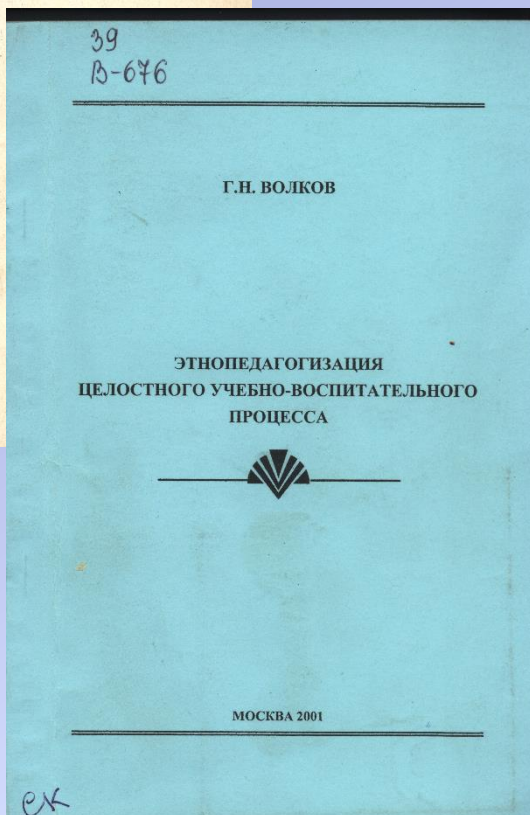 39
В-676
Г.Н. ВОЛКОВ
ЭТНОПЕДАГОГИЗАЦИЯ
ЦЕЛОСТНОГО УЧЕБНО-ВОСПИТАТЕЛЬНОГО
ПРОЦЕССА
МОСКВА 2001